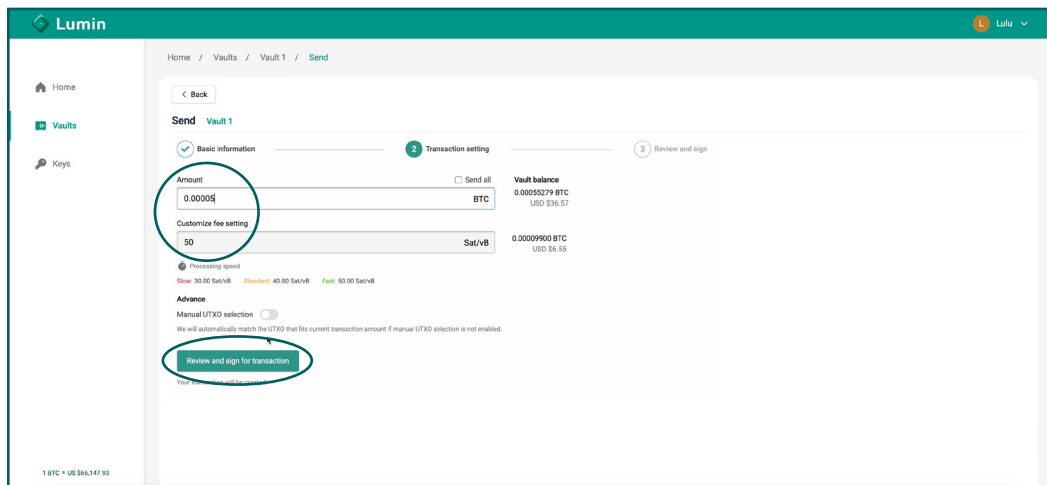 Lumin
L Lulu
Home / Vaults / Vault 1 / Send
Home
Vaults
Keys
< Back
Send Vault 1
Basic information
2 Transaction setting
3 Review and sign
Amount
Send all
0.00005
BTC
Vault balance
0.00055279 BTC
USD $36.57
Customize fee setting
50
Sat/vB
0.00009900 BTC
USD $6.55
Processing speed
Slow: 30.00 Sat/vB Standard: 40.00 Sat/vB Fast: 50.00 Sat/vB
Advance
Manual UTXO selection
We will automatically match the UTXO that fits current transaction amount if manual UTXO selection is not enabled.
Review and sign for transaction
Your transaction will be created
1 BTC = US $66,147.93